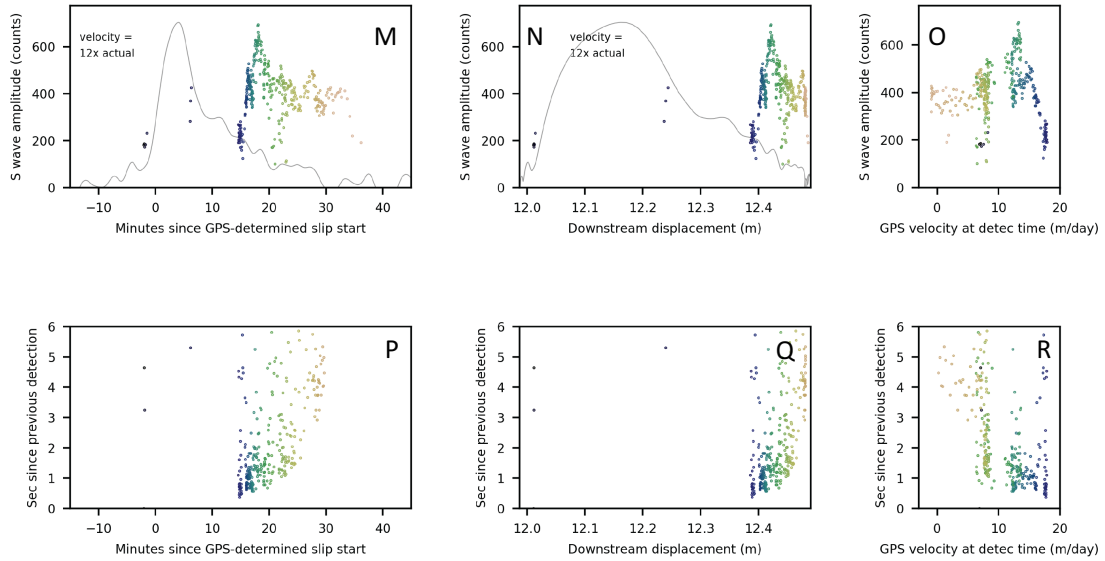 S wave amplitude (counts)
600
400
200
0
velocity =
12x actual
M
−10 0 10 20 30 40
Minutes since GPS-determined slip start
S wave amplitude (counts)
600
400
200
0
N
velocity =
12x actual
12.0 12.1 12.2 12.3 12.4
Downstream displacement (m)
S wave amplitude (counts)
600
400
200
0
O
0 10 20
GPS velocity at detec time (m/day)
Sec since previous detection
6
5
4
3
2
1
0
P
−10 0 10 20 30 40
Minutes since GPS-determined slip start
Sec since previous detection
6
5
4
3
2
1
0
Q
12.0 12.1 12.2 12.3 12.4
Downstream displacement (m)
Sec since previous detection
6
5
4
3
2
1
0
R
0 10 20
GPS velocity at detec time (m/day)